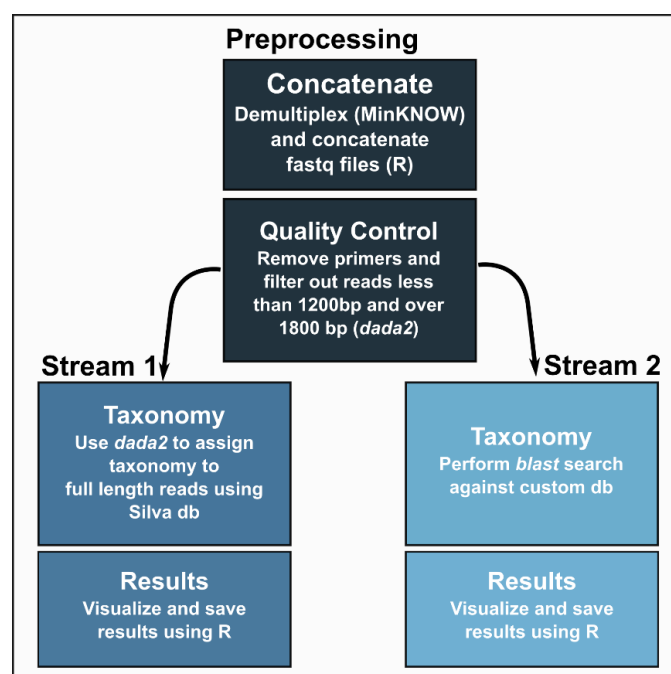 Preprocessing
Concatenate
Demultiplex (MinKNOW)
and concatenate
fastq files (R)
Quality Control
Remove primers and
filter out reads less
than 1200bp and over
1800 bp (dada2)
Stream 1
Taxonomy
Use dada2 to assign
taxonomy to
full length reads using
Silva db
Results
Visualize and save
results using R
Stream 2
Taxonomy
Perform blast search
against custom db
Results
Visualize and save
results using R